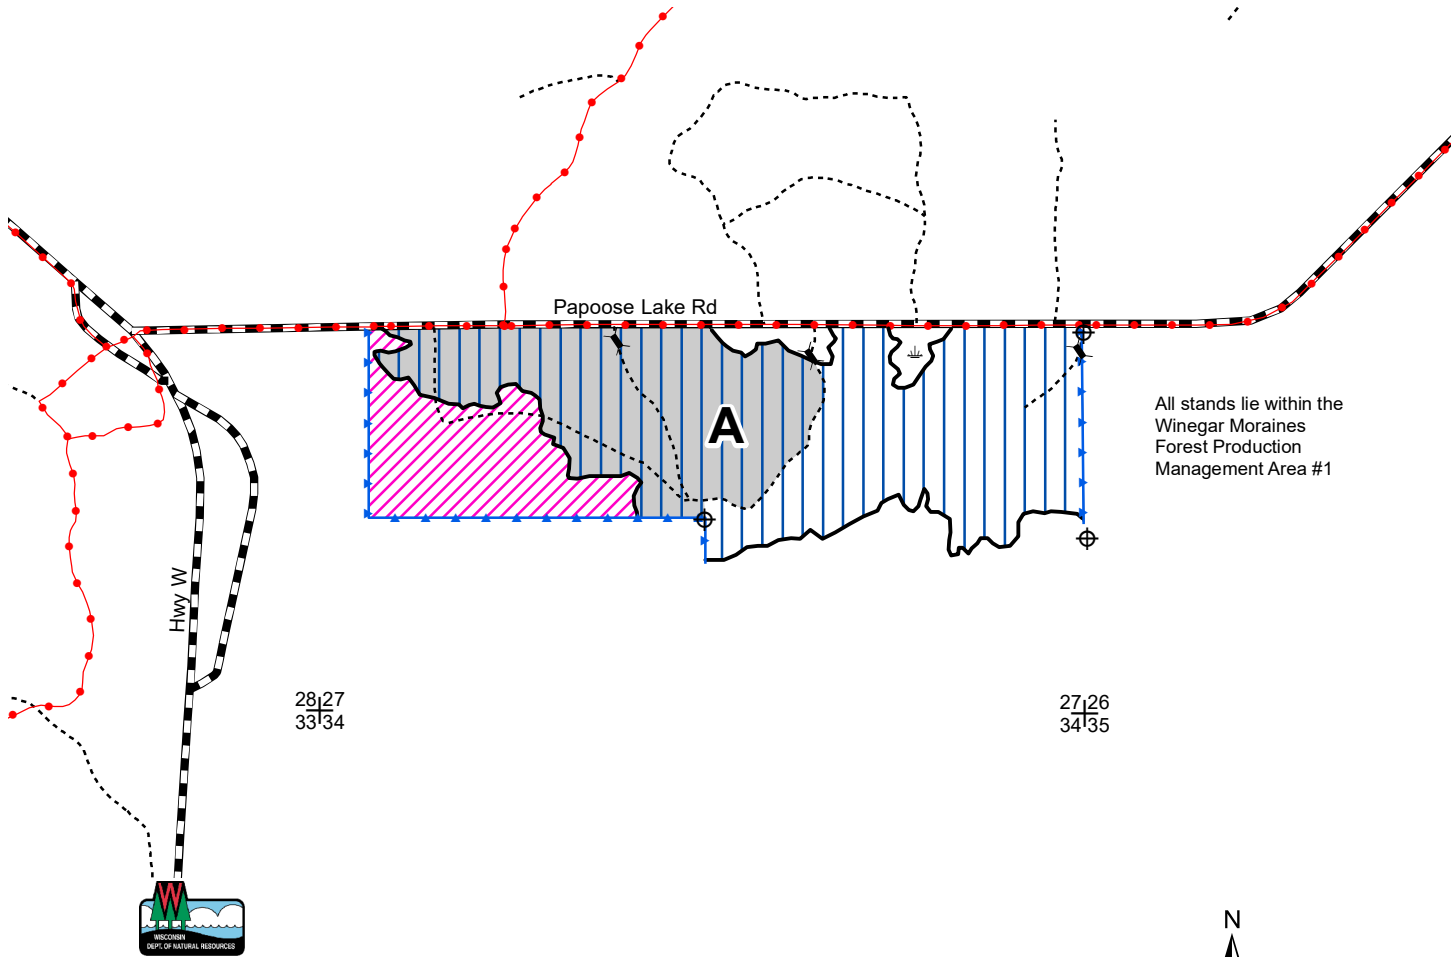 Papoose Lake Rd
All stands lie within the
Winegar Moraines
Forest Production
Management Area #1
A
Hwy W
28 27
33 34
27 26
34 35
W
WISCONSIN
DEPT. OF NATURAL RESOURCES
N